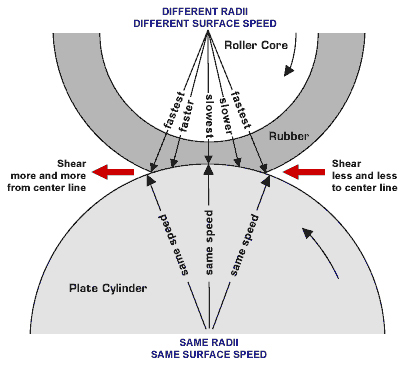 DIFFERENT RADII
DIFFERENT SURFACE SPEED
Roller Core
fastest
faster
slowest
slower
fastest
Rubber
Shear
more and more
from center line
Shear
less and less
to center line
same speed
same speed
same speed
Plate Cylinder
SAME RADII
SAME SURFACE SPEED